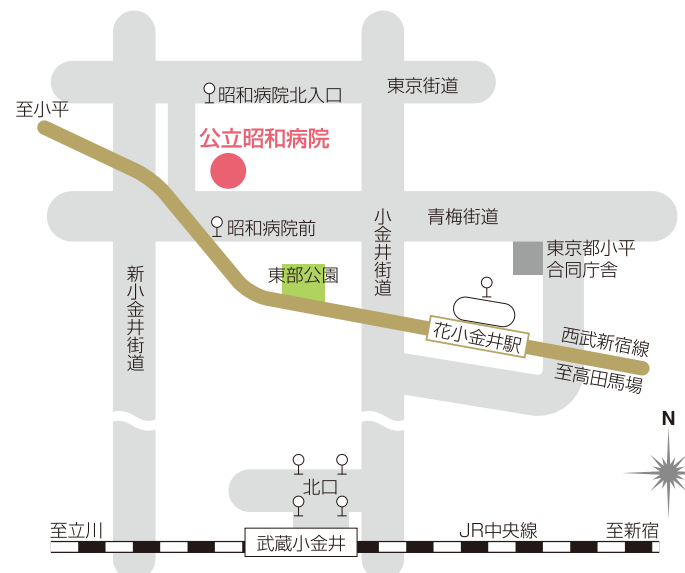 昭和病院北入口
東京街道
至小平
公立昭和病院
昭和病院前
小金井街道
青梅街道
東京都小平
合同庁舎
新小金井街道
東部公園
花小金井駅
西武新宿線
至高田馬場
N
北口
至立川
武蔵小金井
JR中央線
至新宿